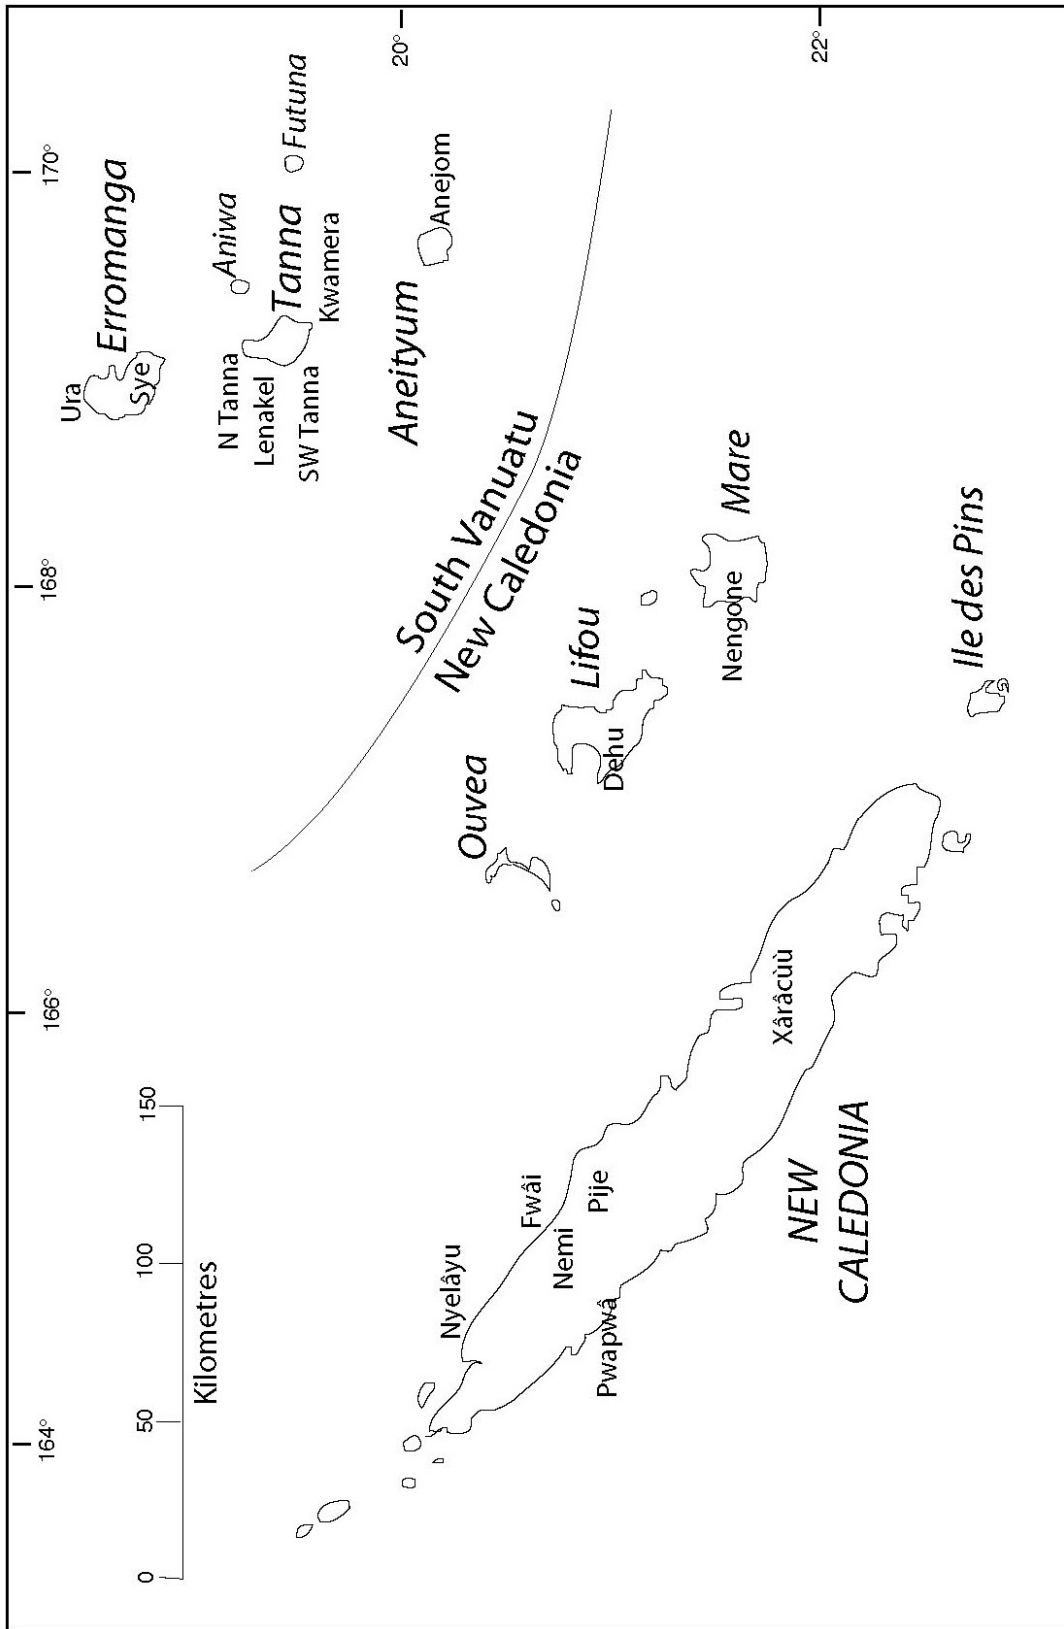 164°
166°
168°
170°
20°
22°
0
50
100
150
Kilometres
Ura
Erromanga
Sye
N Tanna
Aniwa
Lenakel
Tanna
Futuna
SW Tanna
Kwamera
Aneityum
Anejom
South Vanuatu
New Caledonia
Ouvea
Lifou
Dehu
Mare
Nengone
Ile des Pins
Nyelâyu
Fwâi
Nemi
Pije
Pwapwâ
Xârâcùù
NEW
CALEDONIA